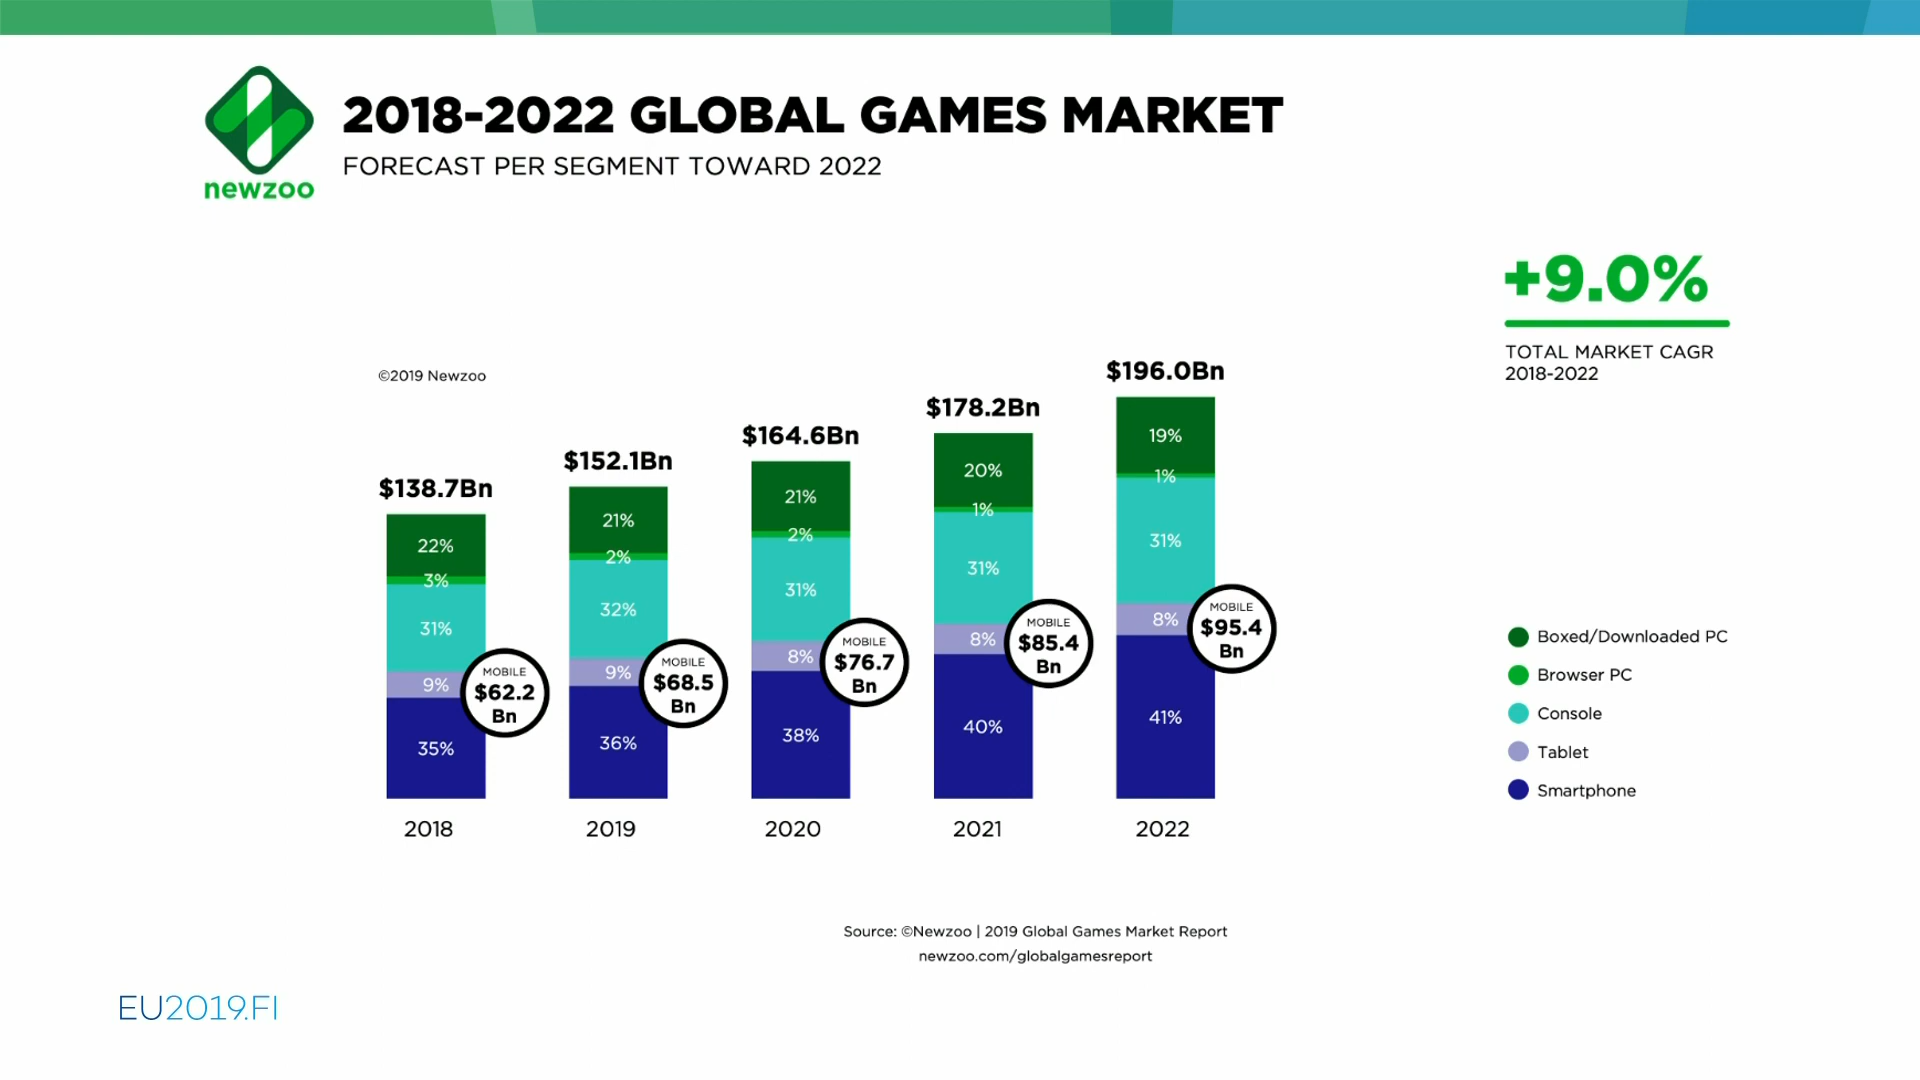 newzoo
2018-2022 GLOBAL GAMES MARKET
FORECAST PER SEGMENT TOWARD 2022
+9.0%
TOTAL MARKET CAGR
2018-2022
©2019 Newzoo
$138.7Bn
22%
3%
31%
9%
35%
MOBILE
$62.2
Bn
2018
$152.1Bn
21%
2%
32%
9%
36%
MOBILE
$68.5
Bn
2019
$164.6Bn
21%
2%
31%
8%
38%
MOBILE
$76.7
Bn
2020
$178.2Bn
20%
1%
31%
8%
40%
MOBILE
$85.4
Bn
2021
$196.0Bn
19%
1%
31%
8%
41%
MOBILE
$95.4
Bn
2022
Boxed/Downloaded PC
Browser PC
Console
Tablet
Smartphone
Source: ©Newzoo | 2019 Global Games Market Report
newzoo.com/globalgamesreport
EU2019.FI